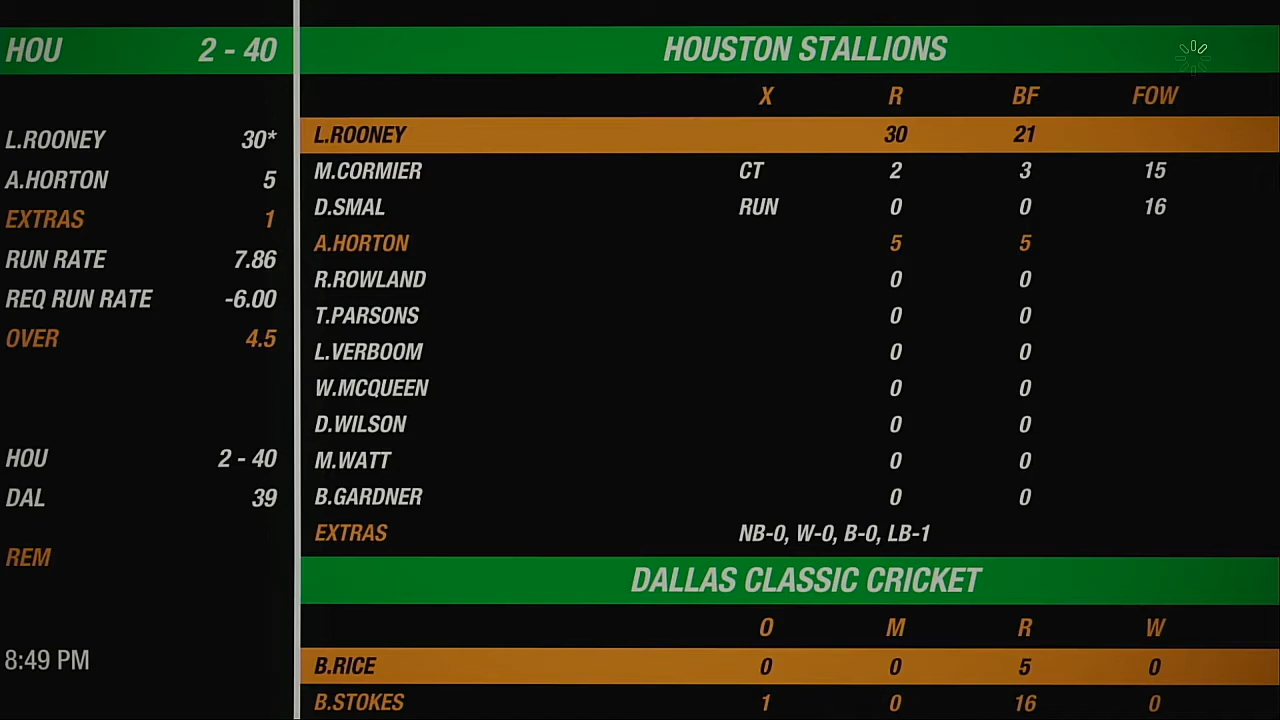 HOU 2 - 40
L.ROONEY 30*
A.HORTON 5
EXTRAS 1
RUN RATE 7.86
REQ RUN RATE -6.00
OVER 4.5
HOU 2 - 40
DAL 39
REM
8:49 PM
HOUSTON STALLIONS
X R BF FOW
L.ROONEY 30 21
M.CORMIER CT 2 3 15
D.SMAL RUN 0 0 16
A.HORTON 5 5
R.ROWLAND 0 0
T.PARSONS 0 0
L.VERBOOM 0 0
W.MCQUEEN 0 0
D.WILSON 0 0
M.WATT 0 0
B.GARDNER 0 0
EXTRAS NB-0, W-0, B-0, LB-1
DALLAS CLASSIC CRICKET
O M R W
B.RICE 0 0 5 0
B.STOKES 1 0 16 0